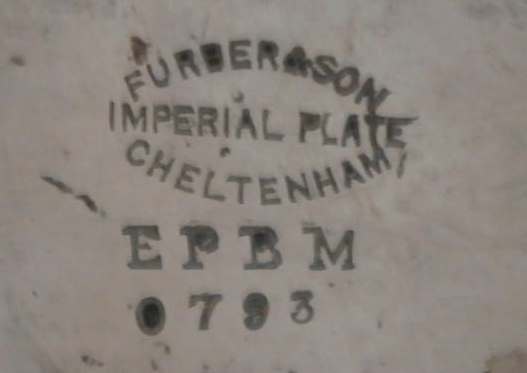 FURBER & SON
IMPERIAL PLATE
CHELTENHAM
EPBM
0793